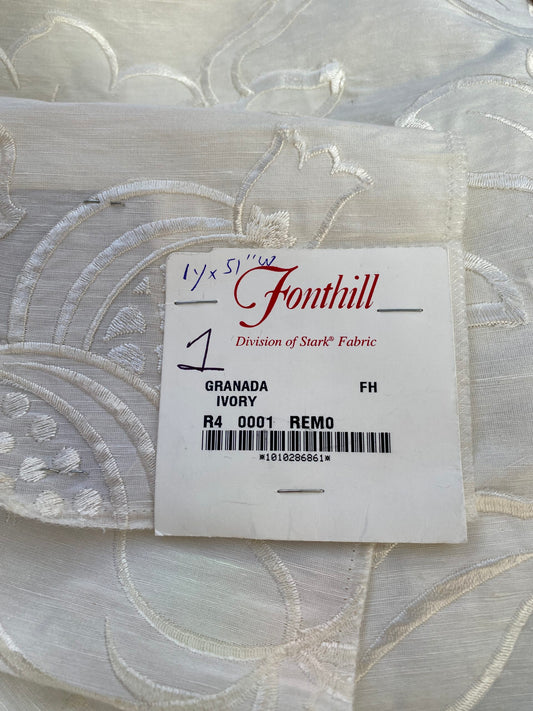 1y x 51"w
Fonthill
Division of Stark® Fabric
1
GRANADA FH
IVORY
R4 0001 REM0
*1010286861*